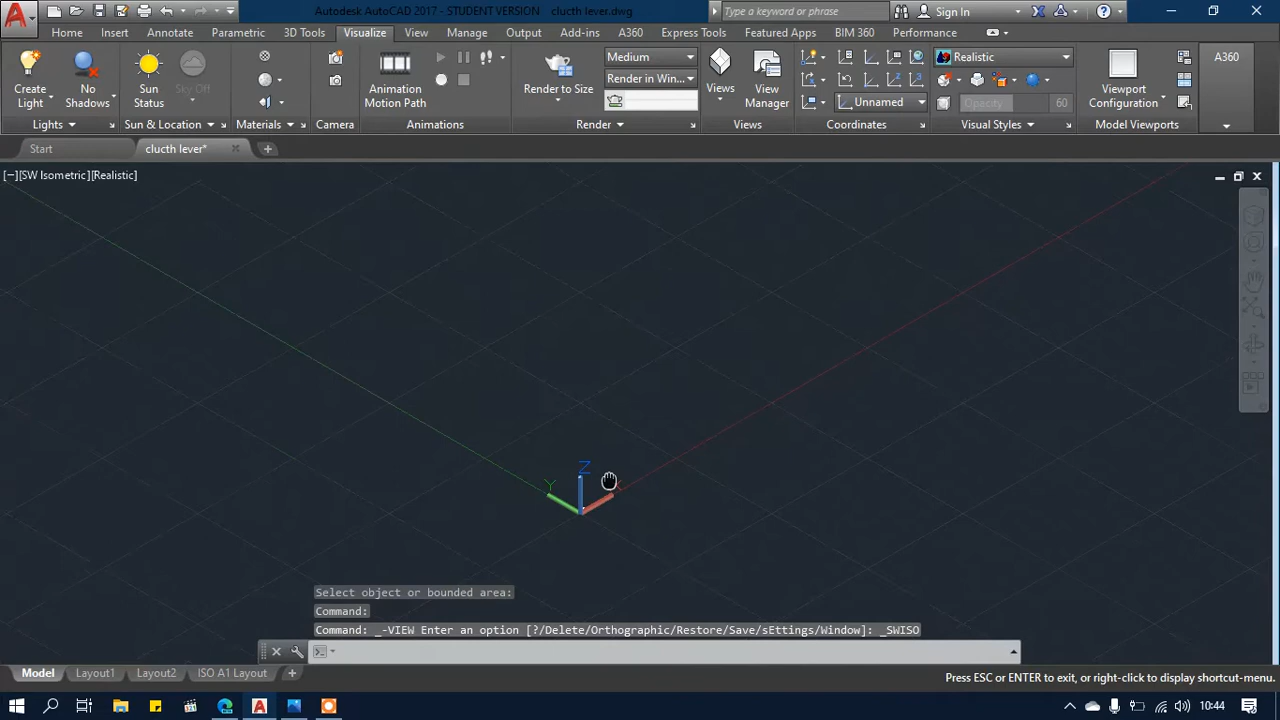 A Autodesk AutoCAD 2017 - STUDENT VERSION clucth lever.dwg Type a keyword or phrase Sign In ?
Home Insert Annotate Parametric 3D Tools Visualize View Manage Output Add-ins A360 Express Tools Featured Apps BIM 360 Performance
Create Light No Shadows Sun Status Sky Off Animation Motion Path Render to Size Medium Render in Win... Views View Manager Unnamed Realistic Opacity 60 Viewport Configuration A360
Lights Sun & Location Materials Camera Animations Render Views Coordinates Visual Styles Model Viewports
Start clucth lever*
[−][SW Isometric][Realistic]
Z
Y X
Select object or bounded area:
Command:
Command: _-VIEW Enter an option [?/Delete/Orthographic/Restore/Save/sEttings/Window]: _SWISO
Model Layout1 Layout2 ISO A1 Layout Press ESC or ENTER to exit, or right-click to display shortcut-menu.
A 10:44